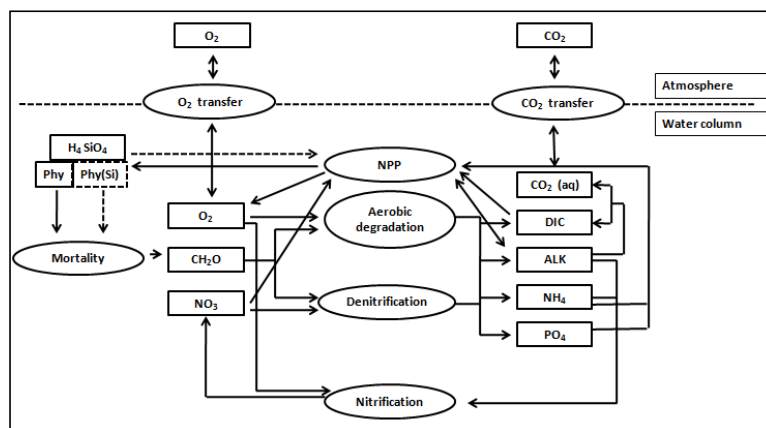 O₂
CO₂
O₂ transfer
CO₂ transfer
Atmosphere
Water column
H₄ SiO₄
Phy
Phy(Si)
NPP
CO₂ (aq)
O₂
Aerobic
degradation
DIC
Mortality
CH₂O
ALK
NO₃
Denitrification
NH₄
PO₄
Nitrification